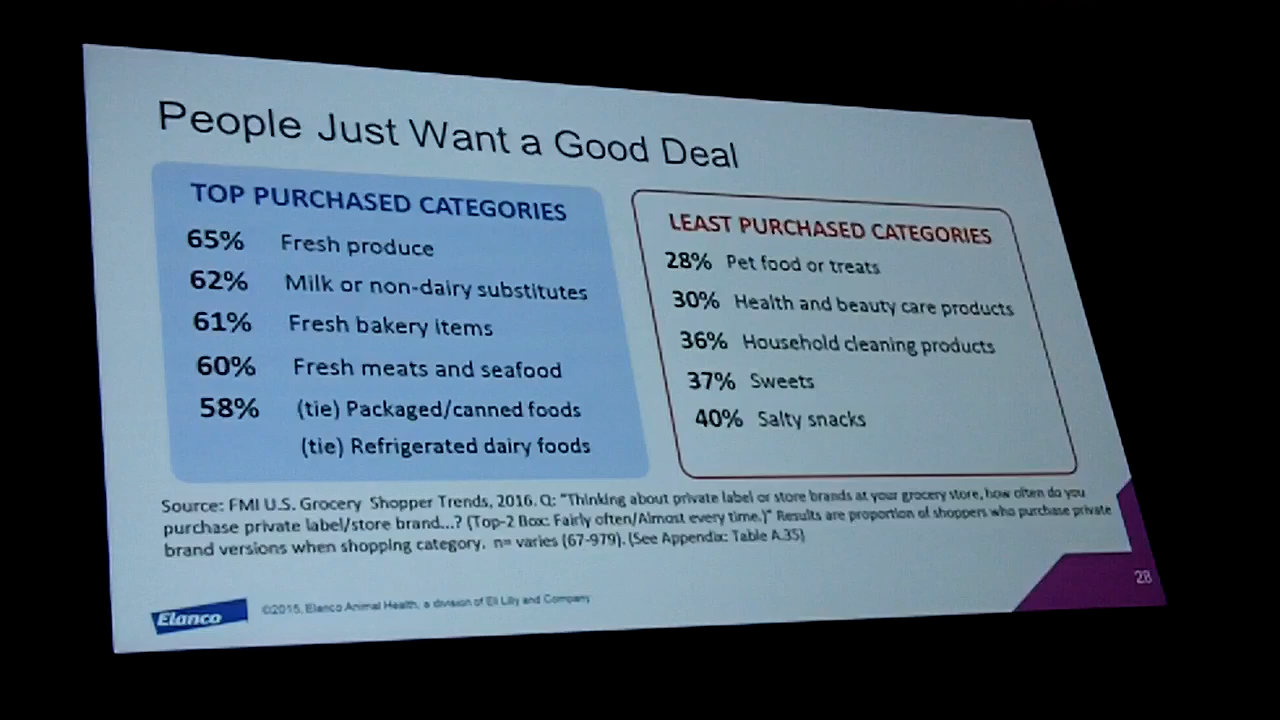 People Just Want a Good Deal
TOP PURCHASED CATEGORIES
65% Fresh produce
62% Milk or non-dairy substitutes
61% Fresh bakery items
60% Fresh meats and seafood
58% (tie) Packaged/canned foods
(tie) Refrigerated dairy foods
LEAST PURCHASED CATEGORIES
28% Pet food or treats
30% Health and beauty care products
36% Household cleaning products
37% Sweets
40% Salty snacks
Source: FMI U.S. Grocery Shopper Trends, 2016. Q: "Thinking about private label or store brands at your grocery store, how often do you
purchase private label/store brand...? (Top-2 Box: Fairly often/Almost every time.)" Results are proportion of shoppers who purchase private
brand versions when shopping category. n= varies (67-979). (See Appendix: Table A.35)
Elanco
©2015, Elanco Animal Health, a division of Eli Lilly and Company
28